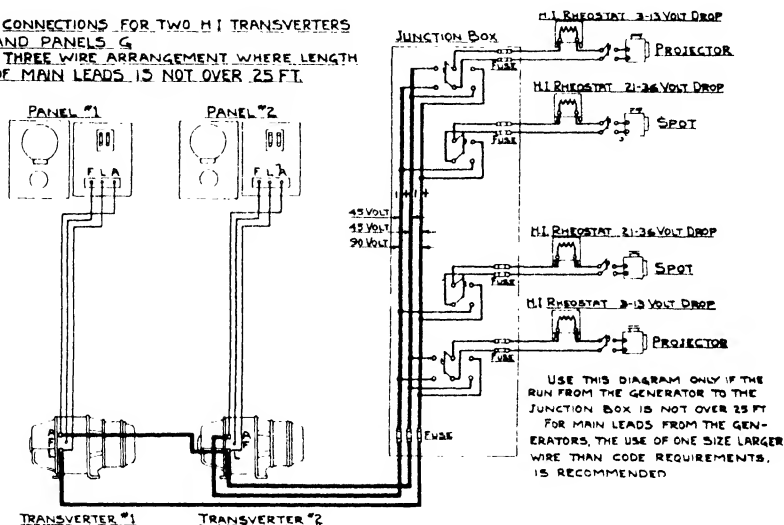 CONNECTIONS FOR TWO H I TRANSVERTERS
AND PANELS G
THREE WIRE ARRANGEMENT WHERE LENGTH
OF MAIN LEADS IS NOT OVER 25 FT.
JUNCTION BOX
H.I. RHEOSTAT 3-13 VOLT DROP
PROJECTOR
FUSE
H.I. RHEOSTAT 21-36 VOLT DROP
SPOT
FUSE
PANEL #1
PANEL #2
F L A
F L A
45 VOLT
45 VOLT
90 VOLT
H.I. RHEOSTAT 21-36 VOLT DROP
SPOT
FUSE
H.I. RHEOSTAT 3-13 VOLT DROP
PROJECTOR
FUSE
USE THIS DIAGRAM ONLY IF THE
RUN FROM THE GENERATOR TO THE
JUNCTION BOX IS NOT OVER 25 FT
FOR MAIN LEADS FROM THE GEN-
ERATORS, THE USE OF ONE SIZE LARGER
WIRE THAN CODE REQUIREMENTS,
IS RECOMMENDED
FUSE
TRANSVERTER #1
TRANSVERTER #2